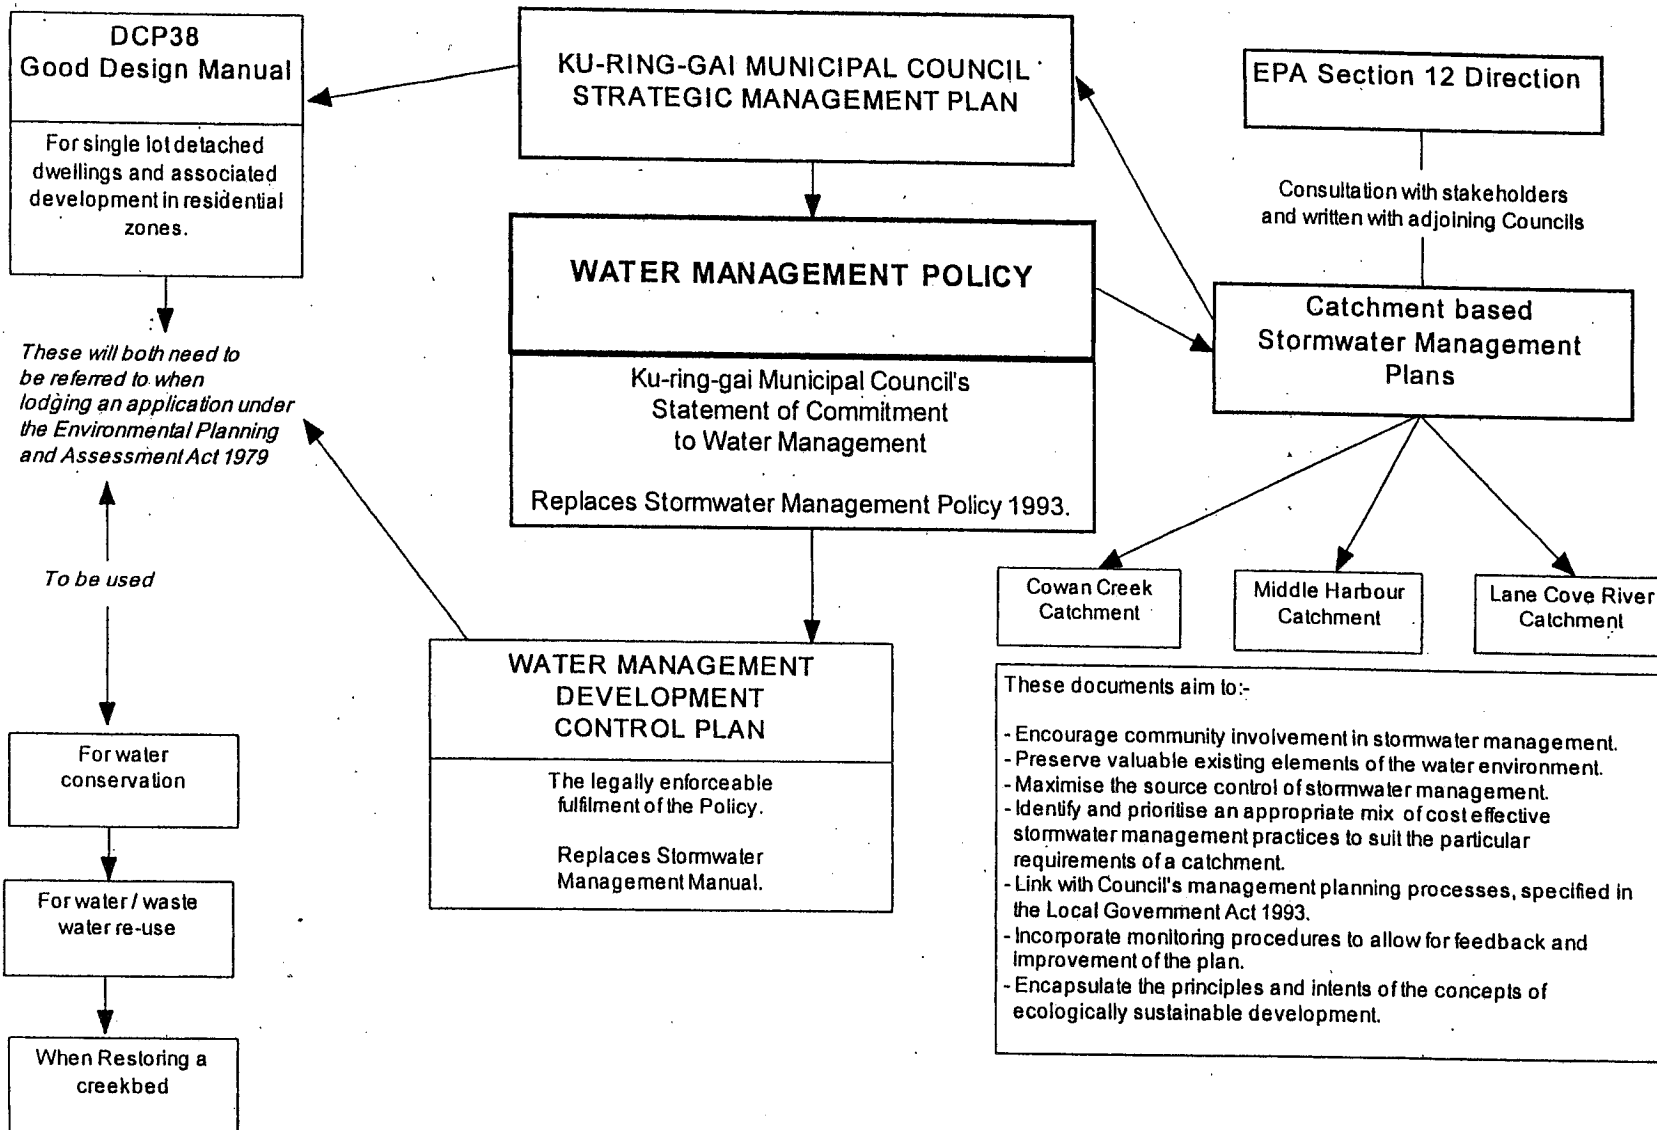 DCP38
Good Design Manual
For single lot detached
dwellings and associated
development in residential
zones.
These will both need to
be referred to when
lodging an application under
the Environmental Planning
and Assessment Act 1979
To be used
For water
conservation
For water / waste
water re-use
When Restoring a
creekbed
KU-RING-GAI MUNICIPAL COUNCIL
STRATEGIC MANAGEMENT PLAN
WATER MANAGEMENT POLICY
Ku-ring-gai Municipal Council's
Statement of Commitment
to Water Management
Replaces Stormwater Management Policy 1993.
WATER MANAGEMENT
DEVELOPMENT
CONTROL PLAN
The legally enforceable
fulfilment of the Policy.
Replaces Stormwater
Management Manual.
EPA Section 12 Direction
Consultation with stakeholders
and written with adjoining Councils
Catchment based
Stormwater Management
Plans
Cowan Creek
Catchment
Middle Harbour
Catchment
Lane Cove River
Catchment
These documents aim to:-
- Encourage community involvement in stormwater management.
- Preserve valuable existing elements of the water environment.
- Maximise the source control of stormwater management.
- Identify and prioritise an appropriate mix of cost effective
stormwater management practices to suit the particular
requirements of a catchment.
- Link with Council's management planning processes, specified in
the Local Government Act 1993.
- Incorporate monitoring procedures to allow for feedback and
improvement of the plan.
- Encapsulate the principles and intents of the concepts of
ecologically sustainable development.